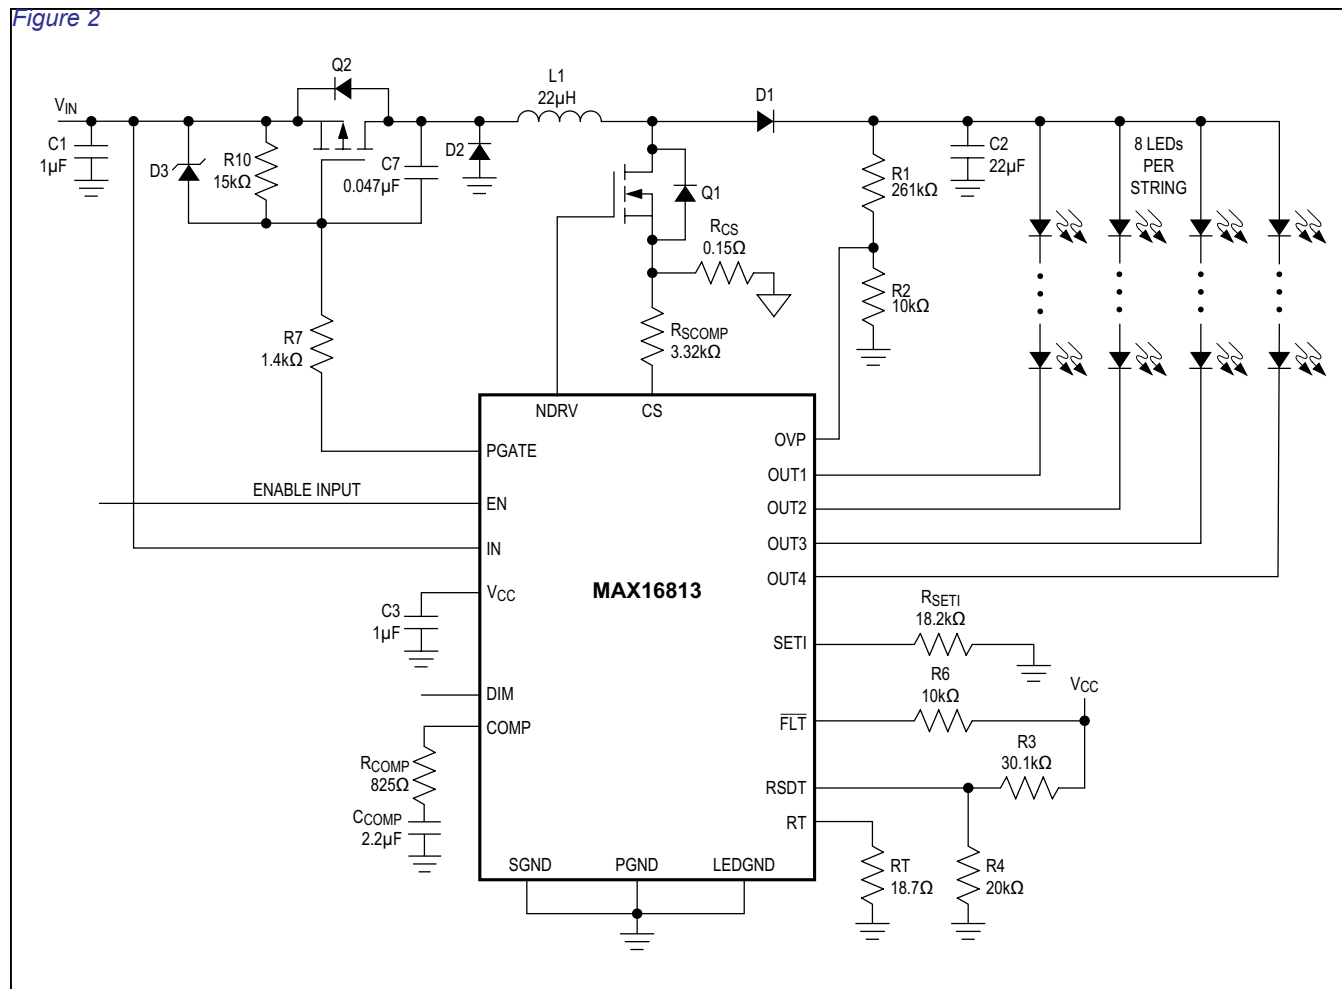 Figure 2
VIN
C1
1µF
D3
R10
15kΩ
Q2
C7
0.047µF
D2
L1
22µH
D1
Q1
RCS
0.15Ω
RSCOMP
3.32kΩ
R1
261kΩ
R2
10kΩ
C2
22µF
8 LEDs
PER
STRING
R7
1.4kΩ
NDRV
CS
PGATE
OVP
OUT1
ENABLE INPUT
EN
OUT2
IN
OUT3
OUT4
MAX16813
VCC
C3
1µF
RSETI
18.2kΩ
SETI
DIM
R6
10kΩ
VCC
FLT
COMP
RCOMP
825Ω
CCOMP
2.2µF
R3
30.1kΩ
RSDT
RT
RT
18.7Ω
R4
20kΩ
SGND
PGND
LEDGND